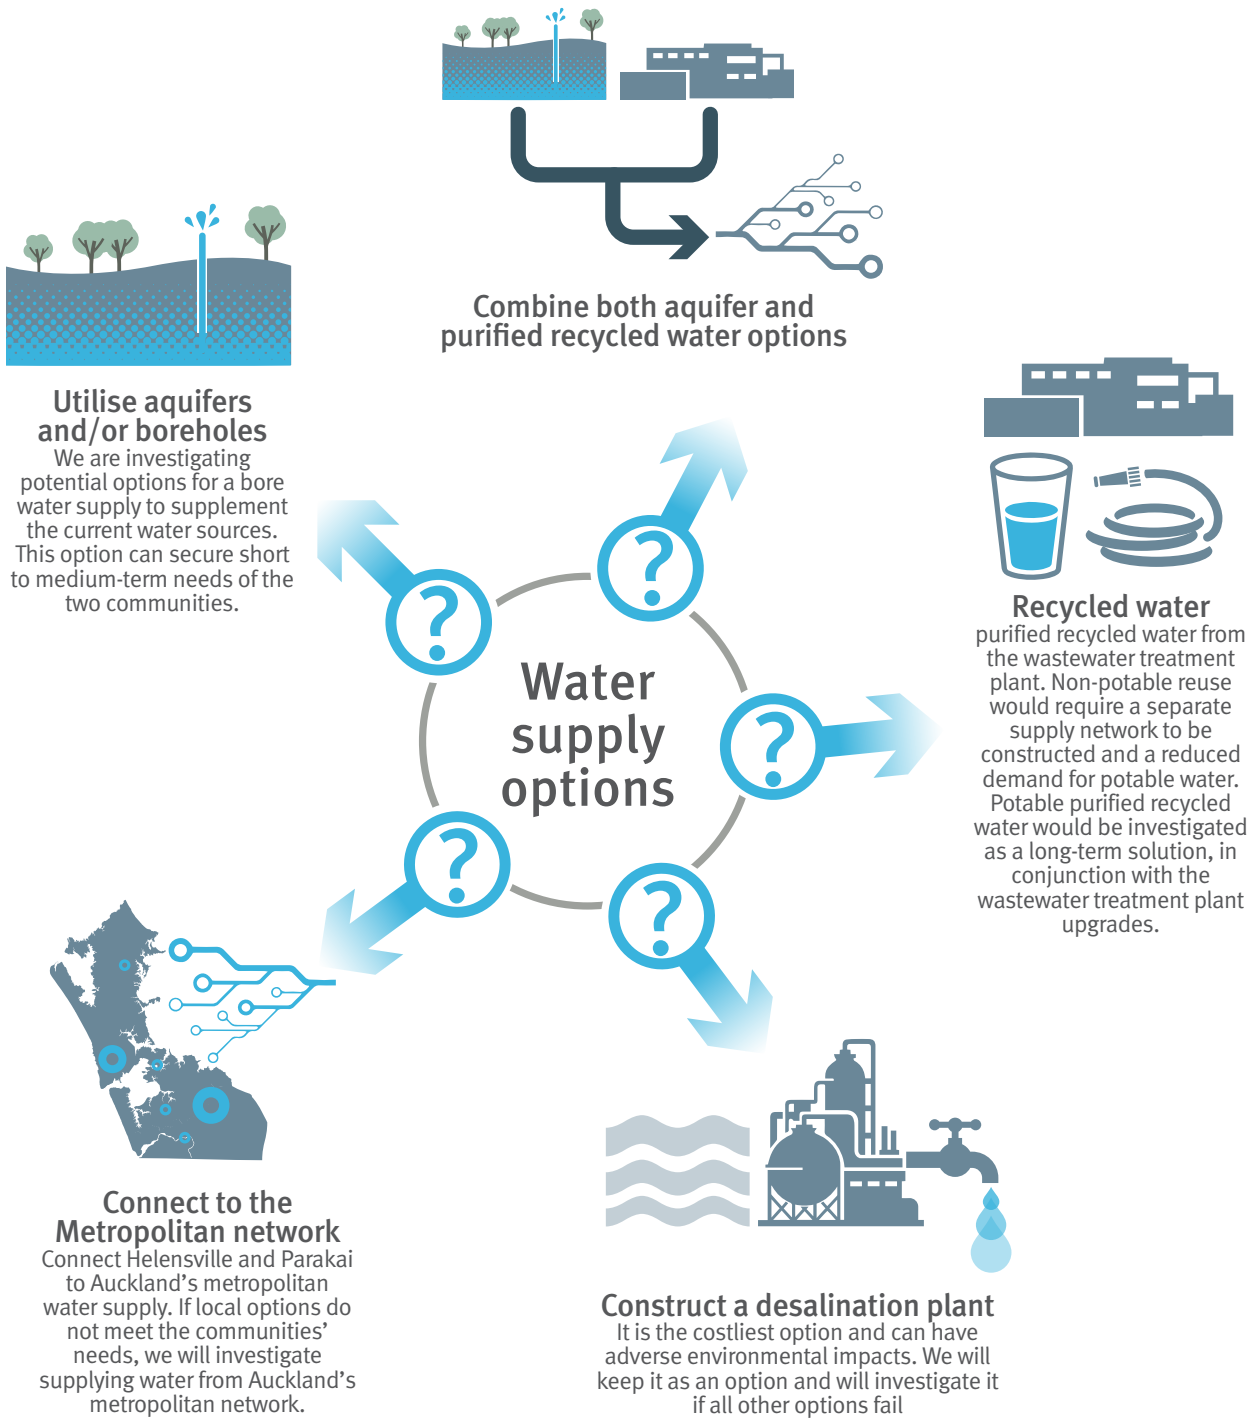 Combine both aquifer and
purified recycled water options
Utilise aquifers
and/or boreholes
We are investigating
potential options for a bore
water supply to supplement
the current water sources.
This option can secure short
to medium-term needs of the
two communities.
Recycled water
purified recycled water from
the wastewater treatment
plant. Non-potable reuse
would require a separate
supply network to be
constructed and a reduced
demand for potable water.
Potable purified recycled
water would be investigated
as a long-term solution, in
conjunction with the
wastewater treatment plant
upgrades.
?
?
?
?
?
Water
supply
options
Connect to the
Metropolitan network
Connect Helensville and Parakai
to Auckland’s metropolitan
water supply. If local options do
not meet the communities’
needs, we will investigate
supplying water from Auckland’s
metropolitan network.
Construct a desalination plant
It is the costliest option and can have
adverse environmental impacts. We will
keep it as an option and will investigate it
if all other options fail